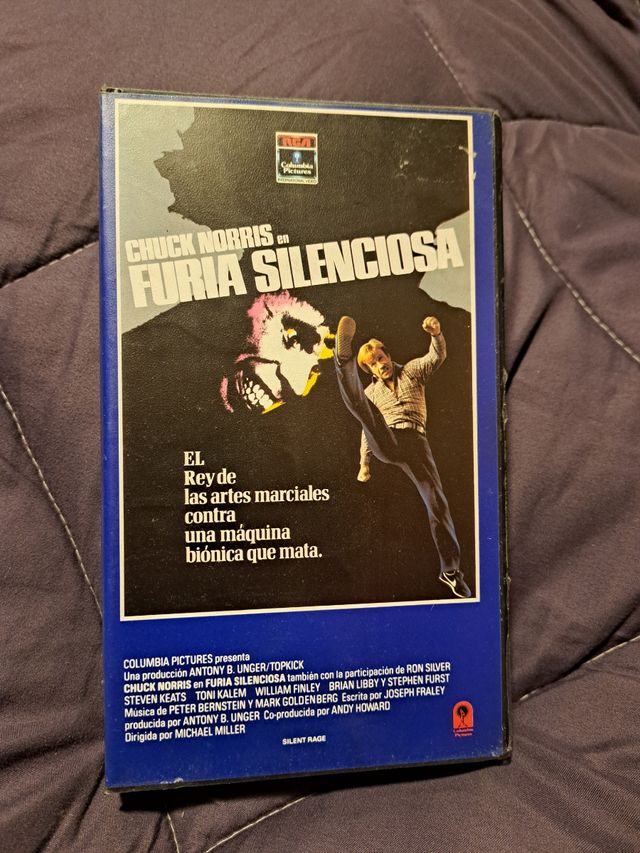 RCA
Columbia
Pictures
INTERNATIONAL VIDEO
CHUCK NORRIS en
FURIA SILENCIOSA
EL
Rey de
las artes marciales
contra
una máquina
biónica que mata.
COLUMBIA PICTURES presenta
Una producción ANTONY B. UNGER/TOPKICK
CHUCK NORRIS en FURIA SILENCIOSA también con la participación de RON SILVER
STEVEN KEATS TONI KALEM WILLIAM FINLEY BRIAN LIBBY Y STEPHEN FURST
Música de PETER BERNSTEIN Y MARK GOLDENBERG Escrita por JOSEPH FRALEY
producida por ANTONY B. UNGER Co-producida por ANDY HOWARD
Dirigida por MICHAEL MILLER
SILENT RAGE
Columbia
Pictures